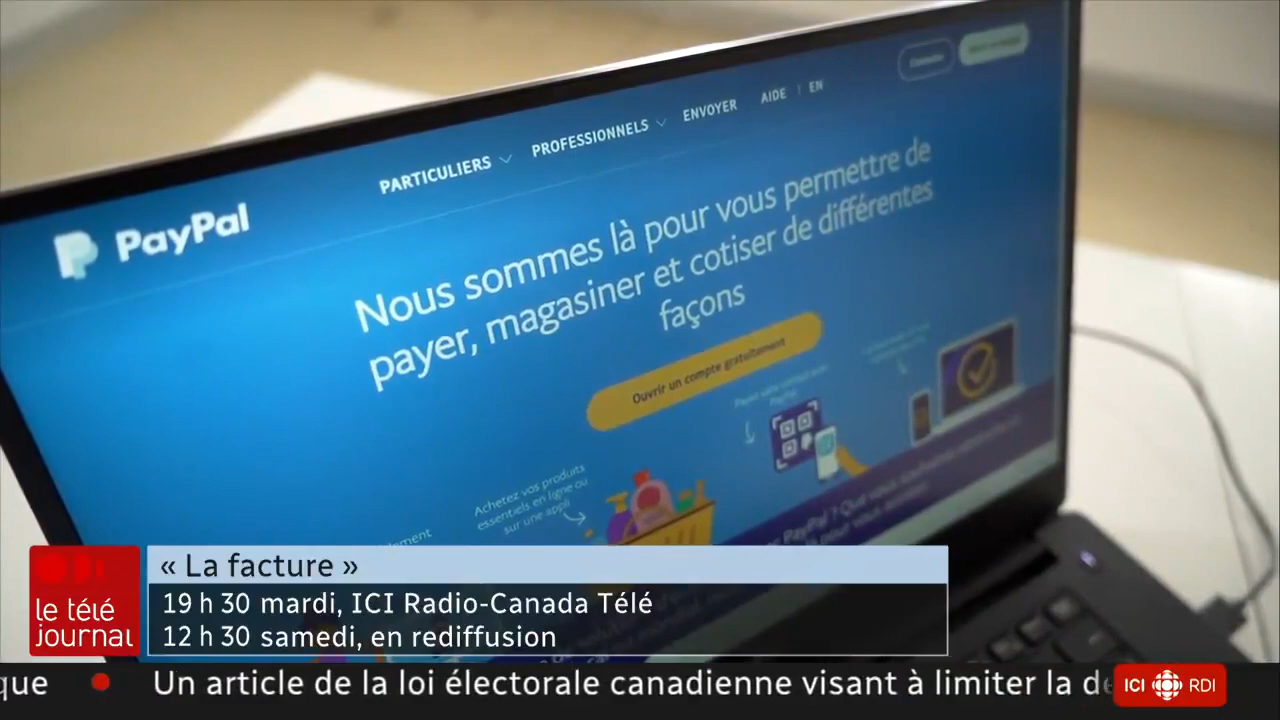 PARTICULIERS PROFESSIONNELS ENVOYER AIDE | EN
PayPal
Nous sommes là pour vous permettre de
payer, magasiner et cotiser de différentes
façons
Ouvrir un compte gratuitement
Achetez vos produits
essentiels en ligne ou
sur une appli
« La facture »
le télé
journal
19 h 30 mardi, ICI Radio-Canada Télé
12 h 30 samedi, en rediffusion
que • Un article de la loi électorale canadienne visant à limiter la de
ICI RDI